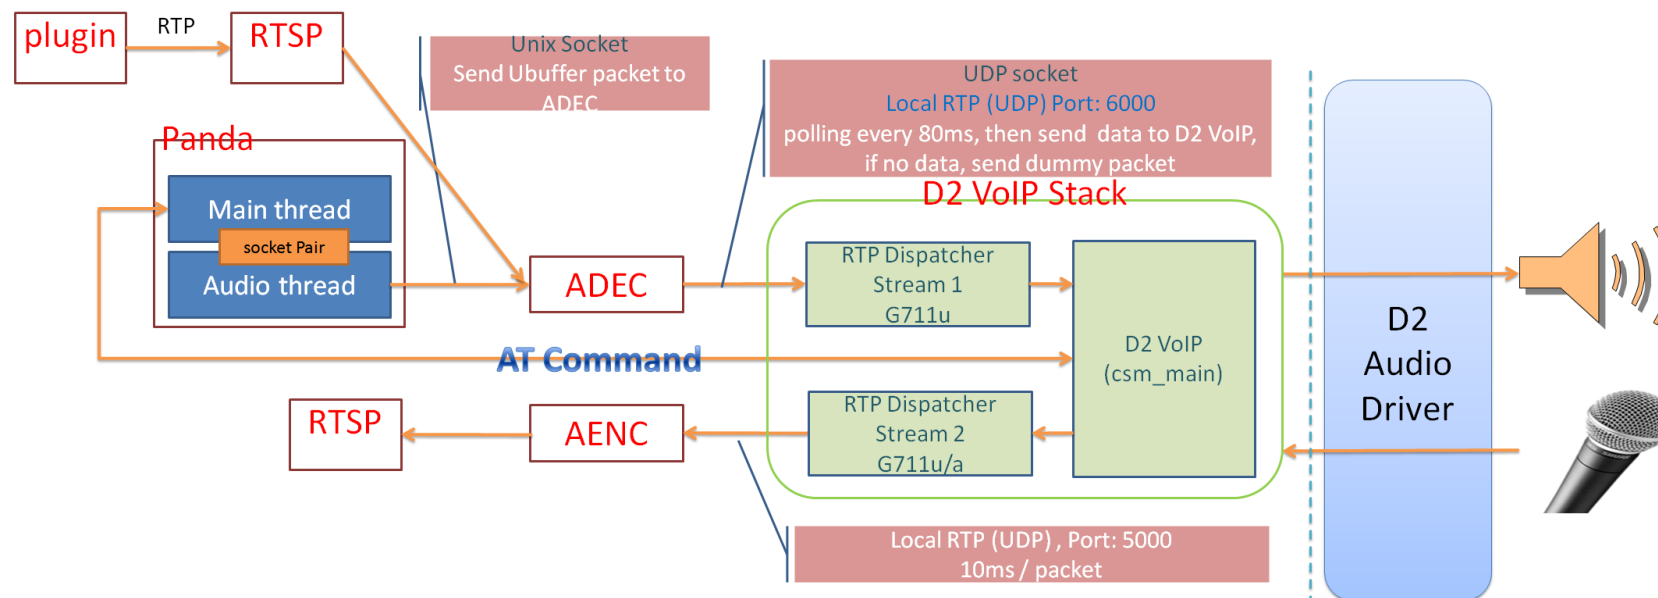 plugin
RTP
RTSP
Unix Socket
Send Ubuffer packet to
ADEC
UDP socket
Local RTP (UDP) Port: 6000
polling every 80ms, then send data to D2 VoIP,
if no data, send dummy packet
Panda
Main thread
socket Pair
Audio thread
ADEC
D2 VoIP Stack
RTP Dispatcher
Stream 1
G711u
D2 VoIP
(csm_main)
AT Command
RTSP
AENC
RTP Dispatcher
Stream 2
G711u/a
D2
Audio
Driver
Local RTP (UDP) , Port: 5000
10ms / packet